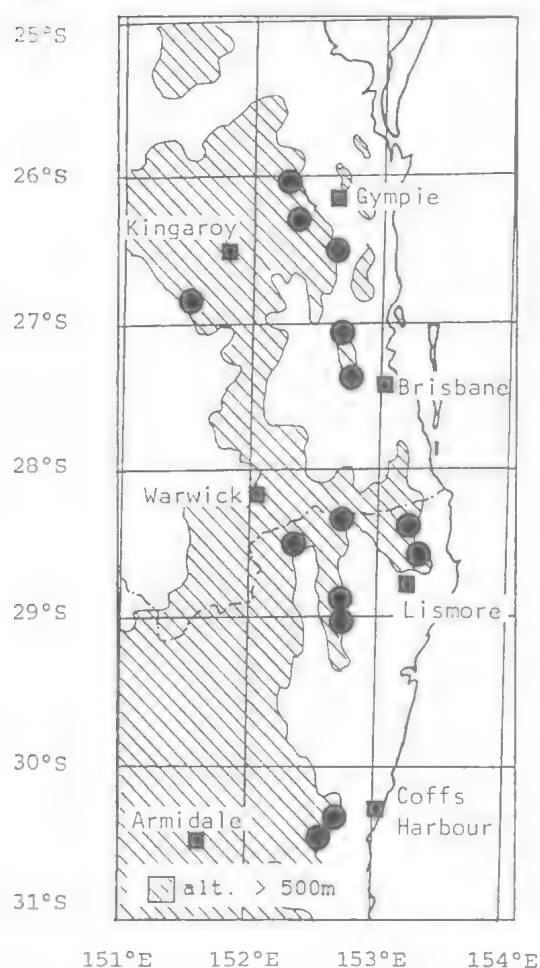 25°S
26°S
Gympie
Kingaroy
27°S
Brisbane
28°S
Warwick
Lismore
29°S
30°S
Coffs
Harbour
Armidale
alt. > 500m
31°S
151°E 152°E 153°E 154°E